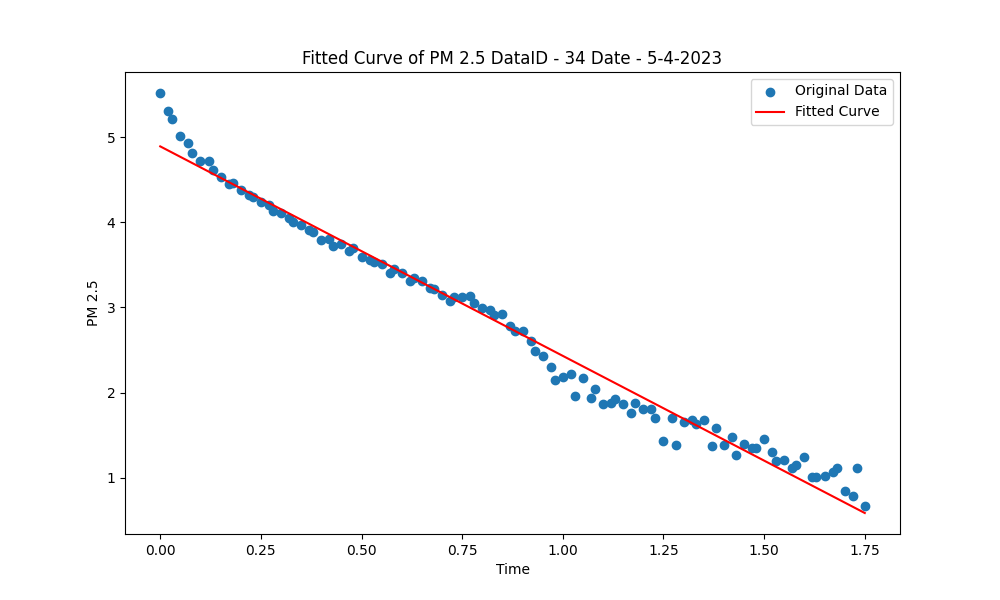 Fitted Curve of PM 2.5 DataID - 34 Date - 5-4-2023
Original Data
Fitted Curve
PM 2.5
5
4
3
2
1
0.00 0.25 0.50 0.75 1.00 1.25 1.50 1.75
Time